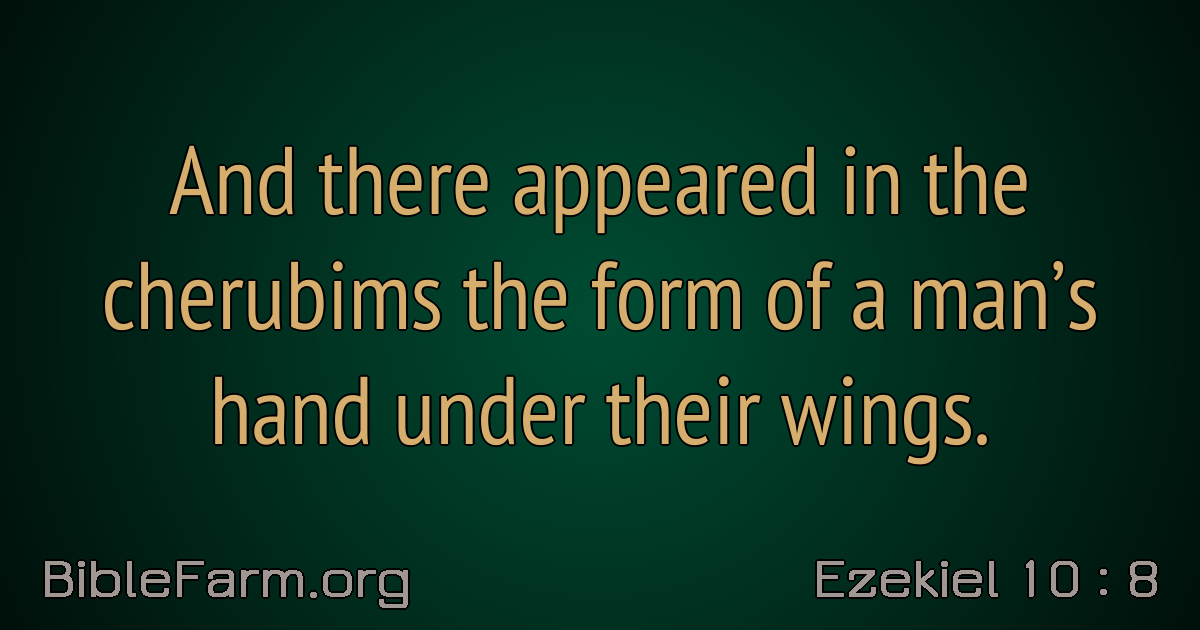 And there appeared in the
cherubims the form of a man’s
hand under their wings.
BibleFarm.org
Ezekiel 10 : 8